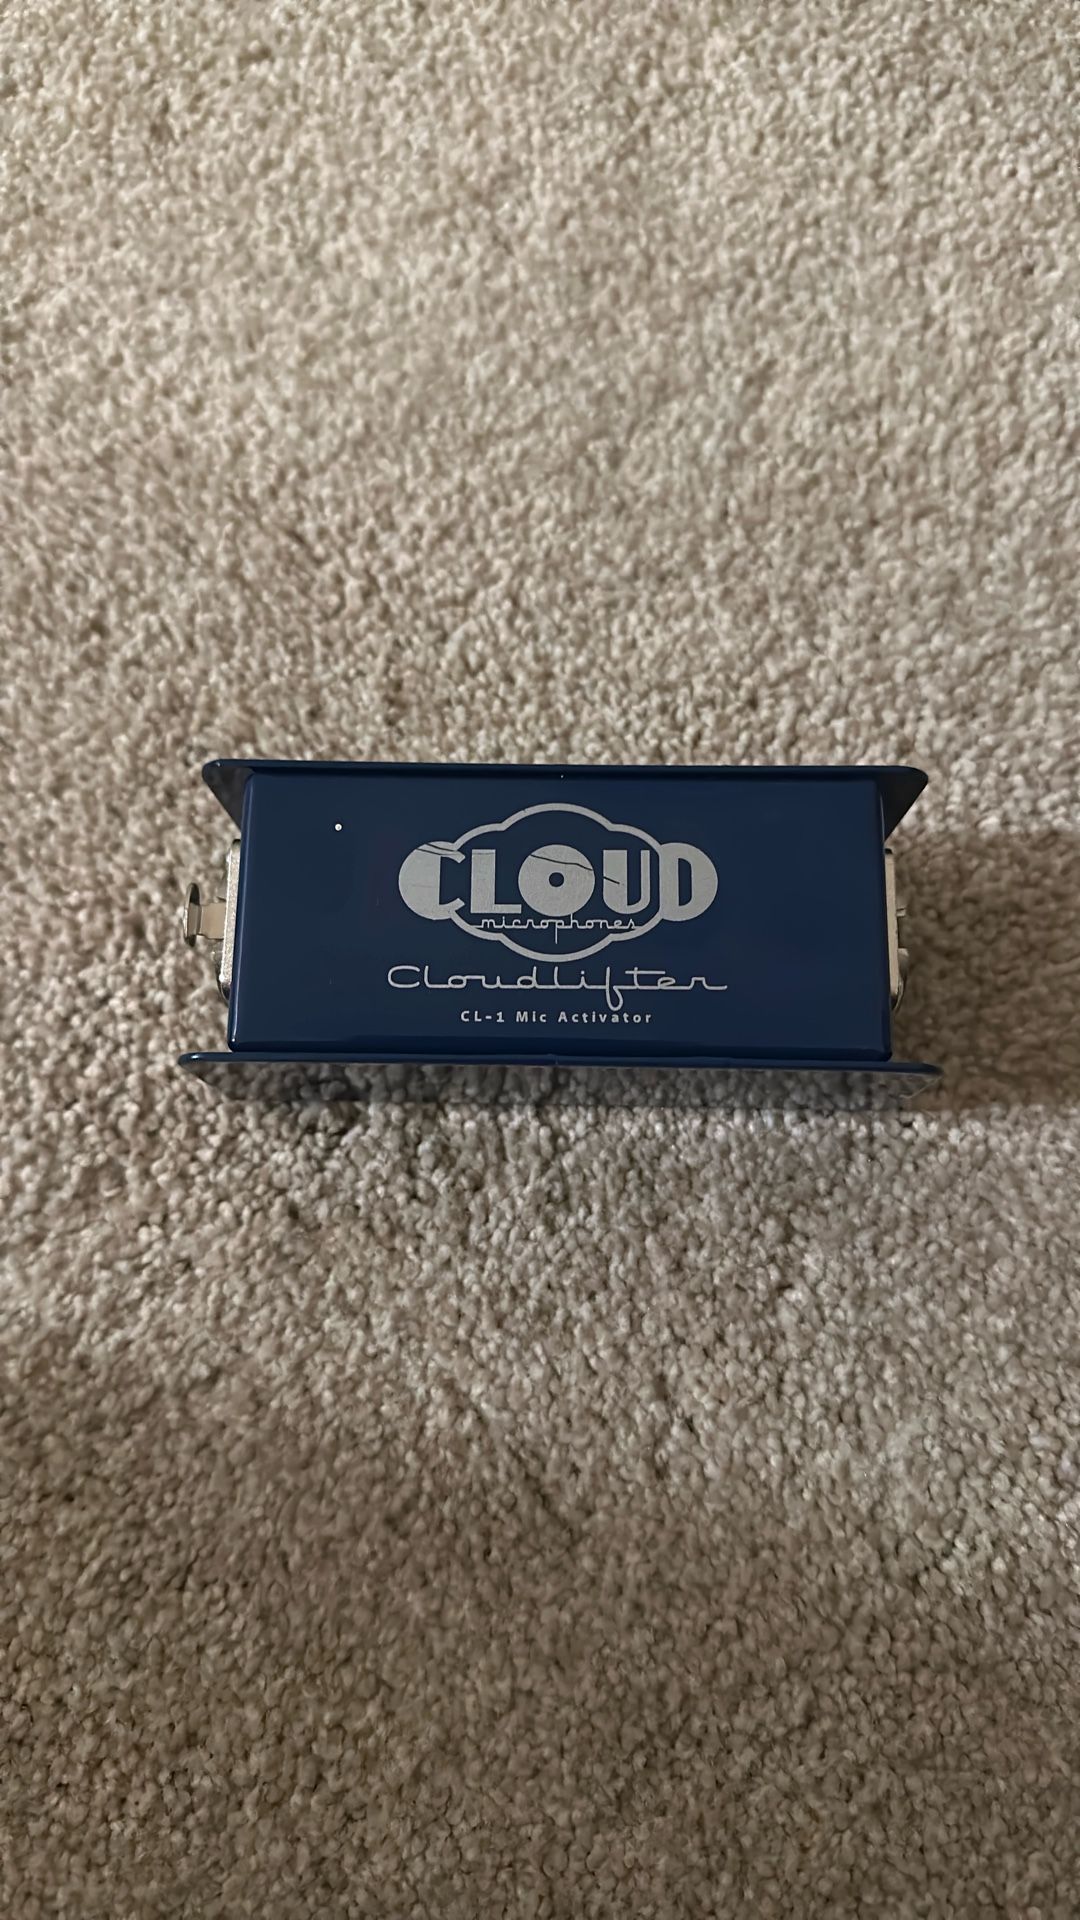 CLOUD
microphones
Cloudlifter
CL-1 Mic Activator